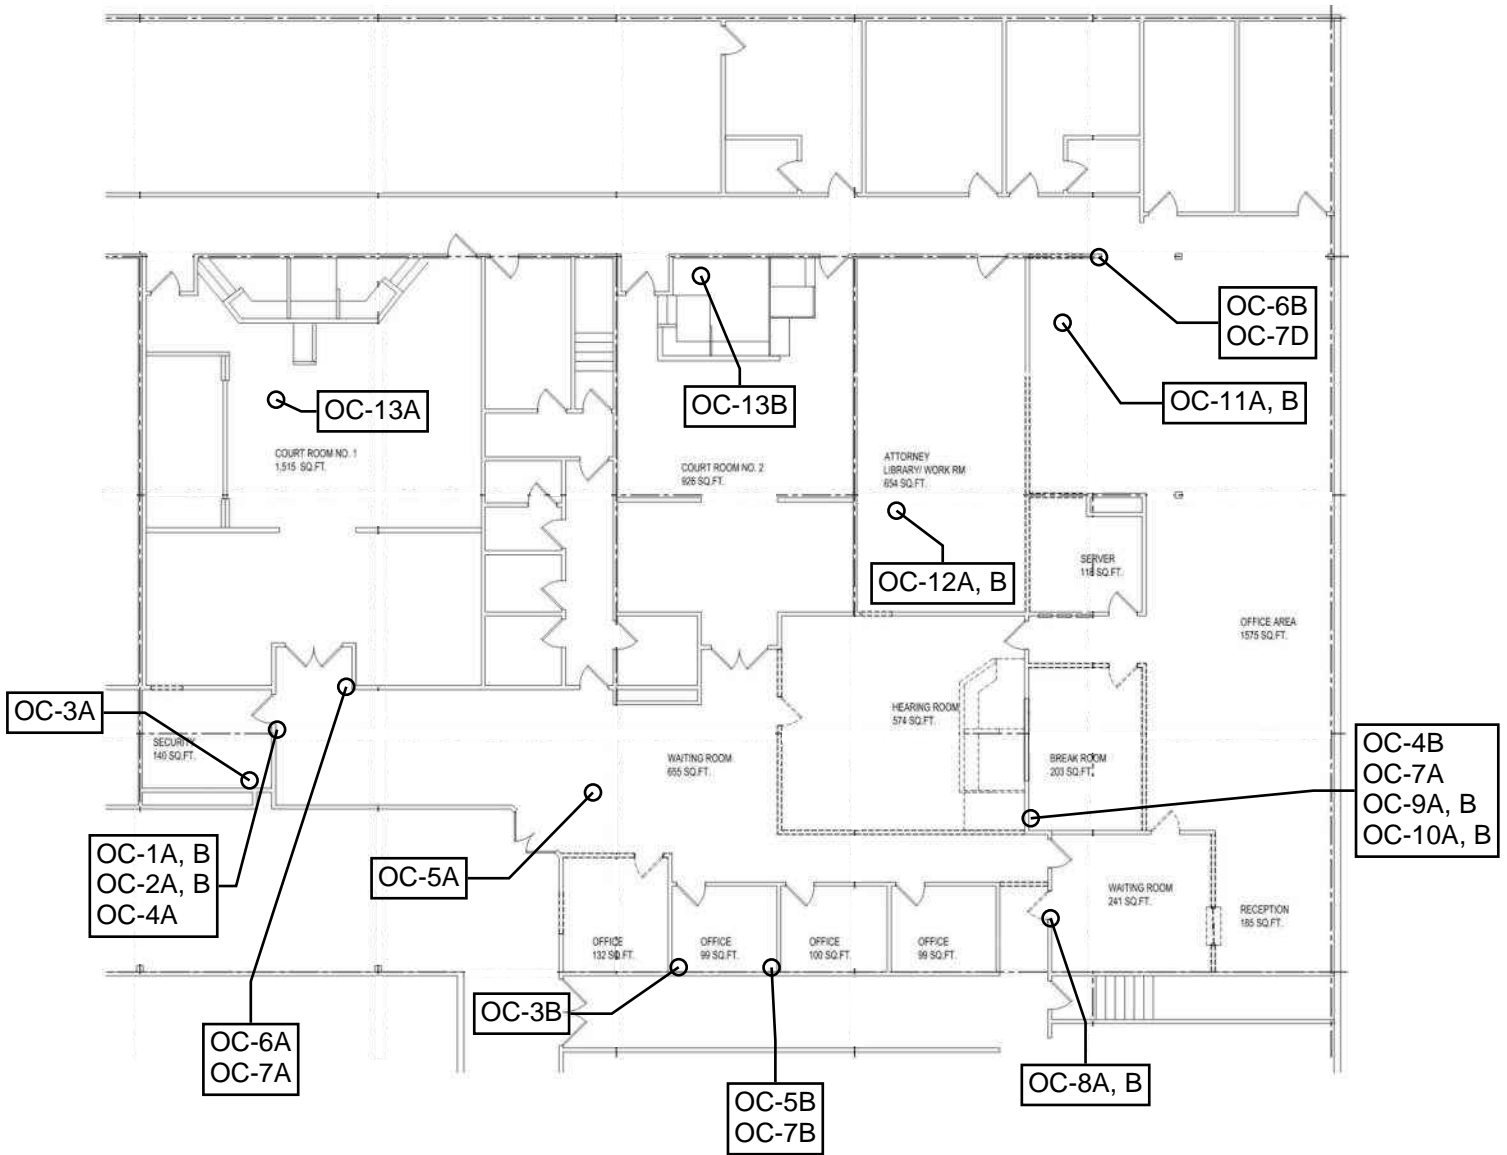 OC-6B
OC-7D
OC-11A, B
OC-13A
OC-13B
COURT ROOM NO. 1
1,515 SQ.FT.
COURT ROOM NO. 2
926 SQ.FT.
ATTORNEY
LIBRARY/ WORK RM
654 SQ.FT.
OC-12A, B
SERVER
118 SQ.FT.
OFFICE AREA
1575 SQ.FT.
OC-3A
SECURITY
140 SQ.FT.
HEARING ROOM
574 SQ.FT.
WAITING ROOM
655 SQ.FT.
BREAK ROOM
203 SQ.FT.
OC-4B
OC-7A
OC-9A, B
OC-10A, B
OC-1A, B
OC-2A, B
OC-4A
OC-5A
WAITING ROOM
241 SQ.FT.
RECEPTION
185 SQ.FT.
OFFICE
132 SQ.FT.
OFFICE
99 SQ.FT.
OFFICE
100 SQ.FT.
OFFICE
99 SQ.FT.
OC-3B
OC-6A
OC-7A
OC-8A, B
OC-5B
OC-7B